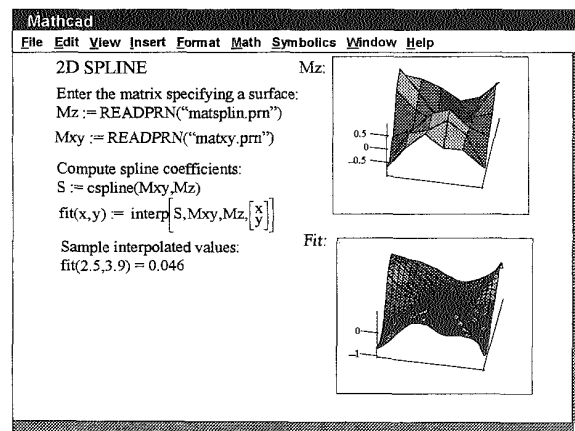 Mathcad
File Edit View Insert Format Math Symbolics Window Help
2D SPLINE
Mz:
Enter the matrix specifying a surface:
Mz := READPRN("matsplin.prn")
Mxy := READPRN("matxy.prn")
0.5
0
-0.5
Compute spline coefficients:
S := cspline(Mxy,Mz)
fit(x,y) := interp[S,Mxy,Mz,[x
y]]
Fit:
Sample interpolated values:
fit(2.5,3.9) = 0.046
0
-1